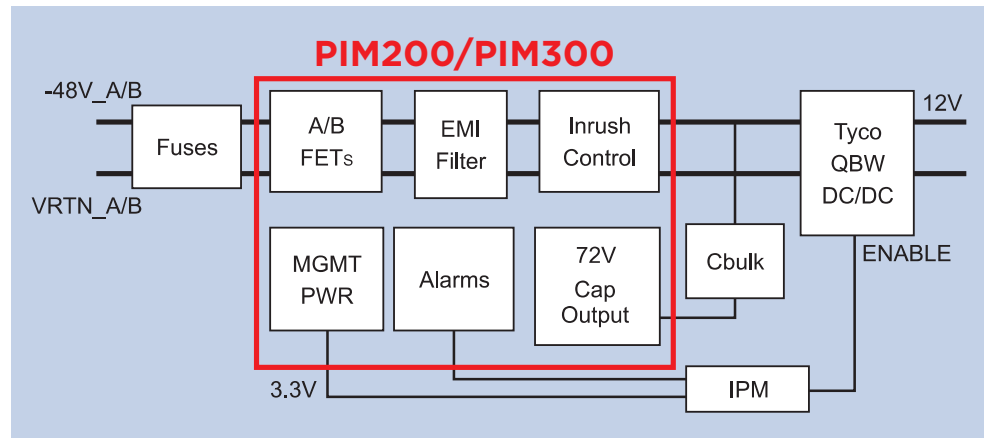 PIM200/PIM300
-48V_A/B
12V
Fuses
A/B
FETs
EMI
Filter
Inrush
Control
Tyco
QBW
DC/DC
VRTN_A/B
MGMT
PWR
Alarms
72V
Cap
Output
Cbulk
ENABLE
3.3V
IPM